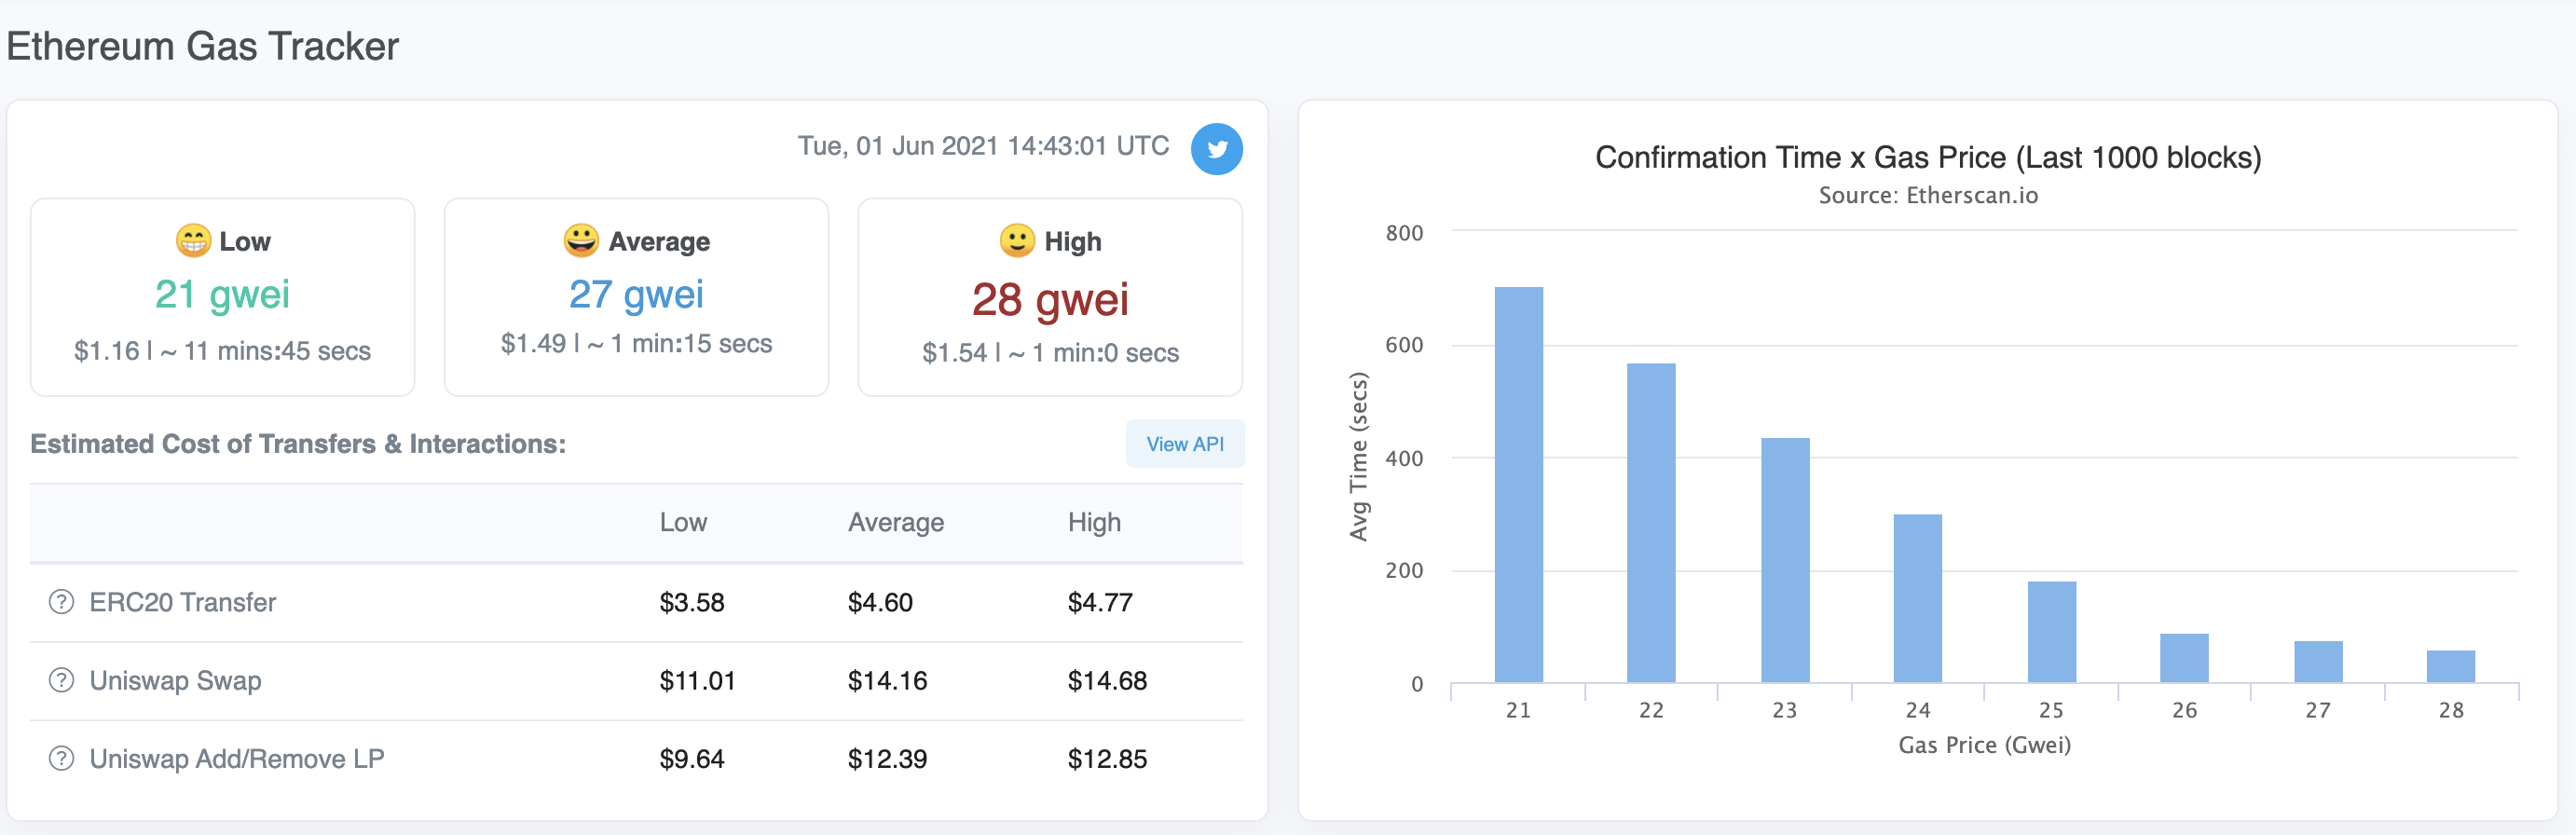 Ethereum Gas Tracker
Tue, 01 Jun 2021 14:43:01 UTC
😁 Low
21 gwei
$1.16 | ~ 11 mins:45 secs
😀 Average
27 gwei
$1.49 | ~ 1 min:15 secs
🙂 High
28 gwei
$1.54 | ~ 1 min:0 secs
Estimated Cost of Transfers & Interactions:
View API
Low Average High
ERC20 Transfer $3.58 $4.60 $4.77
Uniswap Swap $11.01 $14.16 $14.68
Uniswap Add/Remove LP $9.64 $12.39 $12.85
Confirmation Time x Gas Price (Last 1000 blocks)
Source: Etherscan.io
Avg Time (secs)
800
600
400
200
0
21 22 23 24 25 26 27 28
Gas Price (Gwei)